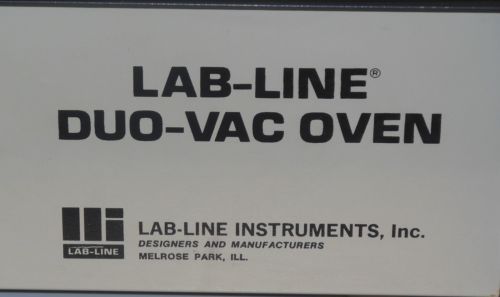 LAB-LINE®
DUO-VAC OVEN
LAB-LINE
LAB-LINE INSTRUMENTS, Inc.
DESIGNERS AND MANUFACTURERS
MELROSE PARK, ILL.